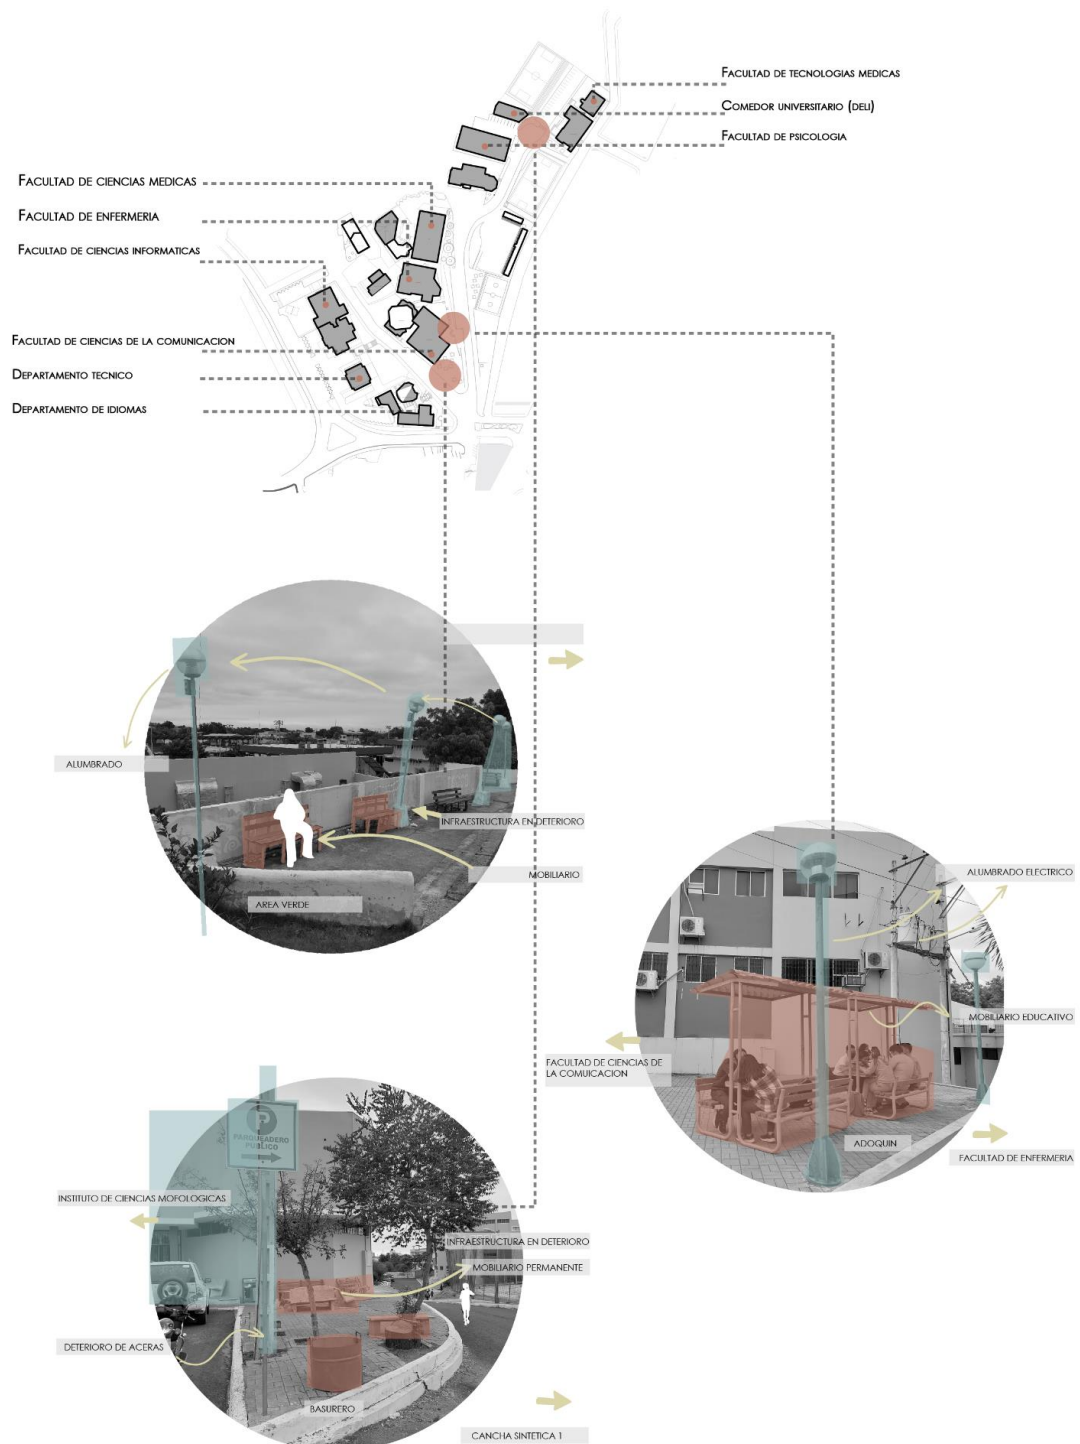 FACULTAD DE TECNOLOGIAS MEDICAS
COMEDOR UNIVERSITARIO (DELI)
FACULTAD DE PSICOLOGIA
FACULTAD DE CIENCIAS MEDICAS
FACULTAD DE ENFERMERIA
FACULTAD DE CIENCIAS INFORMATICAS
FACULTAD DE CIENCIAS DE LA COMUNICACION
DEPARTAMENTO TECNICO
DEPARTAMENTO DE IDIOMAS
ALUMBRADO
INFRAESTRUCTURA EN DETERIORO
MOBILIARIO
AREA VERDE
ALUMBRADO ELECTRICO
MOBILIARIO EDUCATIVO
FACULTAD DE CIENCIAS DE
LA COMUICACION
ADOQUIN
FACULTAD DE ENFERMERIA
PARQUEADERO
PUBLICO
INSTITUTO DE CIENCIAS MOFOLOGICAS
INFRAESTRUCTURA EN DETERIORO
MOBILIARIO PERMANENTE
DETERIORO DE ACERAS
BASURERO
CANCHA SINTETICA 1